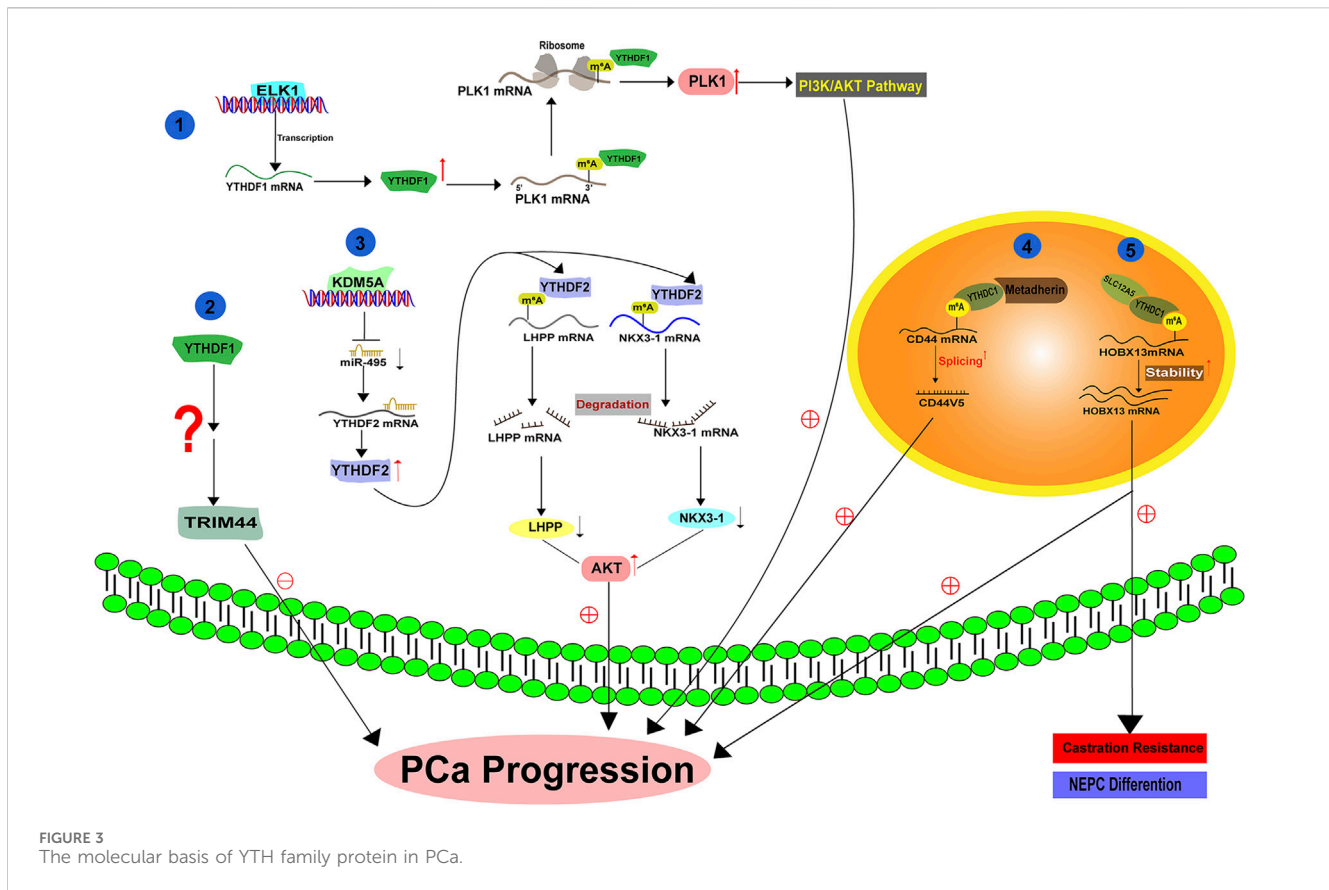 1
ELK1
Transcription
YTHDF1 mRNA
YTHDF1
5'
3'
PLK1 mRNA
m⁶A
YTHDF1
Ribosome
PLK1 mRNA
m⁶A
YTHDF1
PLK1
PI3K/AKT Pathway
2
YTHDF1
?
TRIM44
3
KDM5A
miR-495
YTHDF2 mRNA
YTHDF2
YTHDF2
m⁶A
LHPP mRNA
YTHDF2
m⁶A
NKX3-1 mRNA
Degradation
LHPP mRNA
NKX3-1 mRNA
LHPP
NKX3-1
AKT
4
YTHDC1
Metadherin
m⁶A
CD44 mRNA
Splicing
CD44V5
5
SLC12A5
YTHDC1
m⁶A
HOBX13mRNA
Stability
HOBX13 mRNA
PCa Progression
Castration Resistance
NEPC Differention
FIGURE 3
The molecular basis of YTH family protein in PCa.